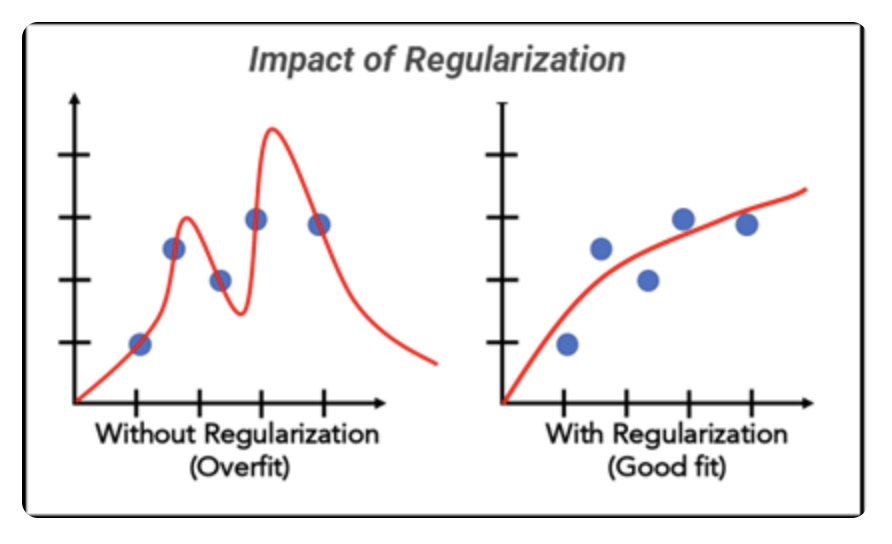 Impact of Regularization
Without Regularization
(Overfit)
With Regularization
(Good fit)